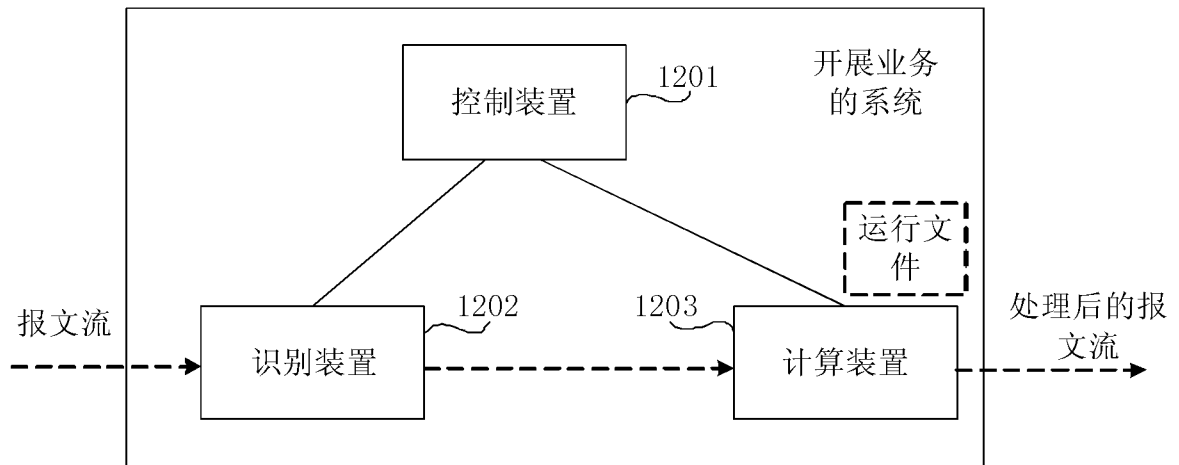 1201
开展业务
的系统
控制装置
运行文
件
报文流
1202
1203
处理后的报
文流
识别装置
计算装置